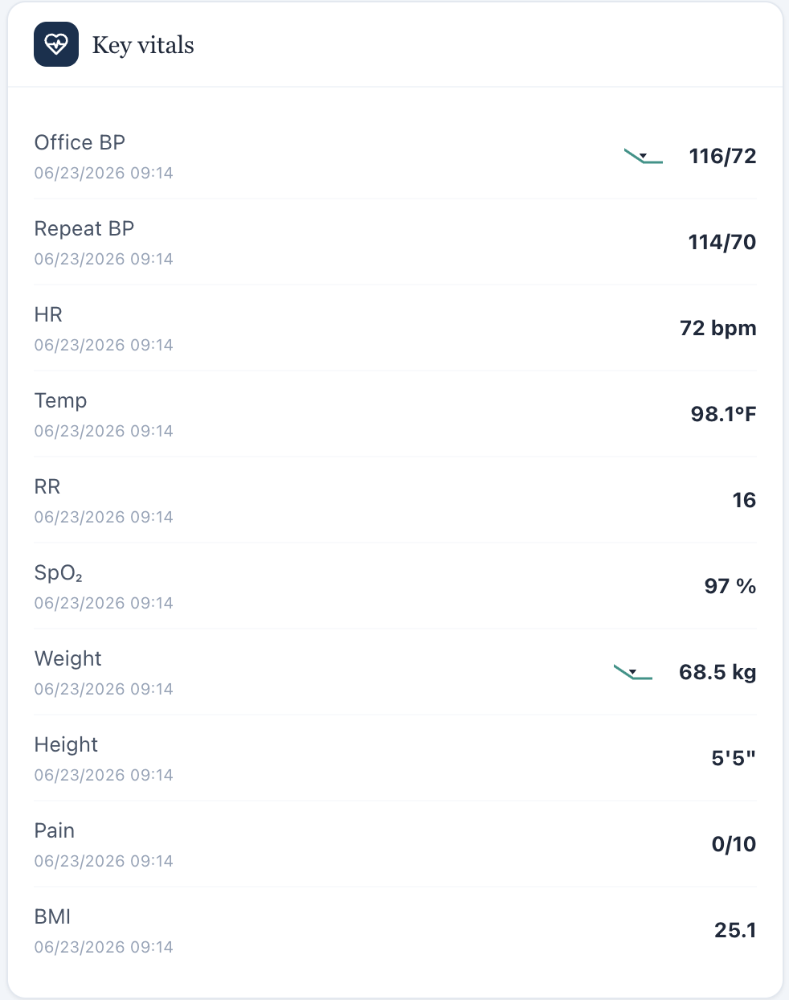 Key vitals
Office BP
06/23/2026 09:14
116/72
Repeat BP
06/23/2026 09:14
114/70
HR
06/23/2026 09:14
72 bpm
Temp
06/23/2026 09:14
98.1°F
RR
06/23/2026 09:14
16
SpO₂
06/23/2026 09:14
97 %
Weight
06/23/2026 09:14
68.5 kg
Height
06/23/2026 09:14
5'5"
Pain
06/23/2026 09:14
0/10
BMI
06/23/2026 09:14
25.1